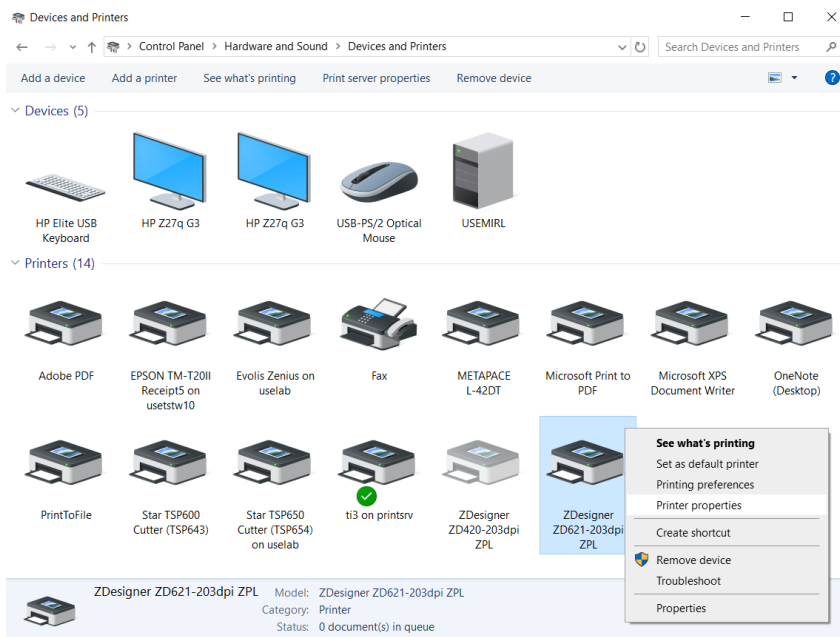 Devices and Printers
Control Panel > Hardware and Sound > Devices and Printers
Search Devices and Printers
Add a device
Add a printer
See what's printing
Print server properties
Remove device
?
Devices (5)
HP Elite USB
Keyboard
HP Z27q G3
HP Z27q G3
USB-PS/2 Optical
Mouse
USEMIRL
Printers (14)
Adobe PDF
EPSON TM-T20II
Receipt5 on
usetstw10
Evolis Zenius on
uselab
Fax
METAPACE
L-42DT
Microsoft Print to
PDF
Microsoft XPS
Document Writer
OneNote
(Desktop)
PrintToFile
Star TSP600
Cutter (TSP643)
Star TSP650
Cutter (TSP654)
on uselab
ti3 on printsrv
ZDesigner
ZD420-203dpi
ZPL
ZDesigner
ZD621-203dpi
ZPL
See what's printing
Set as default printer
Printing preferences
Printer properties
Create shortcut
Remove device
Troubleshoot
Properties
ZDesigner ZD621-203dpi ZPL
Model: ZDesigner ZD621-203dpi ZPL
Category: Printer
Status: 0 document(s) in queue